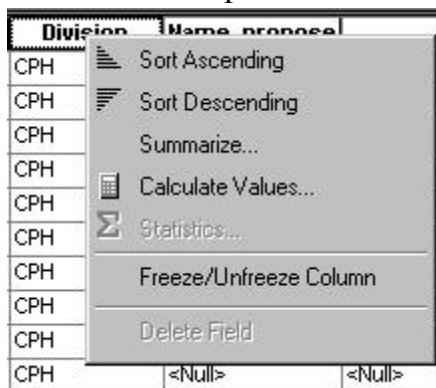 Division Name_propose
CPH
CPH Sort Ascending
CPH Sort Descending
CPH Summarize...
CPH Calculate Values...
CPH Statistics...
CPH Freeze/Unfreeze Column
CPH
CPH Delete Field
CPH <Null> <Null>